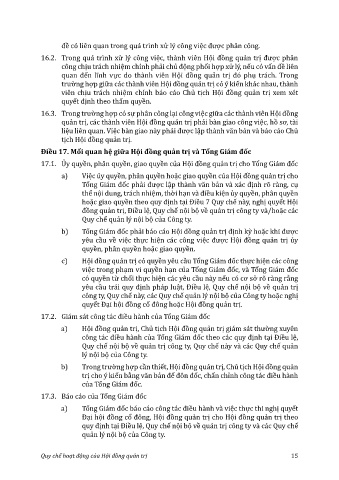 đề có liên quan trong quá trình xử lý công việc được phân công.
16.2. Trong quá trình xử lý công việc, thành viên Hội đồng quản trị được phân
công chịu trách nhiệm chính phải chủ động phối hợp xử lý, nếu có vấn đề liên
quan đến lĩnh vực do thành viên Hội đồng quản trị đó phụ trách. Trong
trường hợp giữa các thành viên Hội đồng quản trị có ý kiến khác nhau, thành
viên chịu trách nhiệm chính báo cáo Chủ tịch Hội đồng quản trị xem xét
quyết định theo thẩm quyền.
16.3. Trong trường hợp có sự phân công lại công việc giữa các thành viên Hội đồng
quản trị, các thành viên Hội đồng quản trị phải bàn giao công việc, hồ sơ, tài
liệu liên quan. Việc bàn giao này phải được lập thành văn bản và báo cáo Chủ
tịch Hội đồng quản trị.
Điều 17. Mối quan hệ giữa Hội đồng quản trị và Tổng Giám đốc
17.1. Ủy quyền, phân quyền, giao quyền của Hội đồng quản trị cho Tổng Giám đốc
a) Việc ủy quyền, phân quyền hoặc giao quyền của Hội đồng quản trị cho
Tổng Giám đốc phải được lập thành văn bản và xác định rõ ràng, cụ
thể nội dung, trách nhiệm, thời hạn và điều kiện ủy quyền, phân quyền
hoặc giao quyền theo quy định tại Điều 7 Quy chế này, nghị quyết Hội
đồng quản trị, Điều lệ, Quy chế nội bộ về quản trị công ty và/hoặc các
Quy chế quản lý nội bộ của Công ty.
b) Tổng Giám đốc phải báo cáo Hội đồng quản trị định kỳ hoặc khi được
yêu cầu về việc thực hiện các công việc được Hội đồng quản trị ủy
quyền, phân quyền hoặc giao quyền.
c) Hội đồng quản trị có quyền yêu cầu Tổng Giám đốc thực hiện các công
việc trong phạm vi quyền hạn của Tổng Giám đốc, và Tổng Giám đốc
có quyền từ chối thực hiện các yêu cầu này nếu có cơ sở rõ ràng rằng
yêu cầu trái quy định pháp luật, Điều lệ, Quy chế nội bộ về quản trị
công ty, Quy chế này, các Quy chế quản lý nội bộ của Công ty hoặc nghị
quyết Đại hội đồng cổ đông hoặc Hội đồng quản trị.
17.2. Giám sát công tác điều hành của Tổng Giám đốc
a) Hội đồng quản trị, Chủ tịch Hội đồng quản trị giám sát thường xuyên
công tác điều hành của Tổng Giám đốc theo các quy định tại Điều lệ,
Quy chế nội bộ về quản trị công ty, Quy chế này và các Quy chế quản
lý nội bộ của Công ty.
b) Trong trường hợp cần thiết, Hội đồng quản trị, Chủ tịch Hội đồng quản
trị cho ý kiến bằng văn bản để đôn đốc, chấn chỉnh công tác điều hành
của Tổng Giám đốc.
17.3. Báo cáo của Tổng Giám đốc
a) Tổng Giám đốc báo cáo công tác điều hành và việc thực thi nghị quyết
Đại hội đồng cổ đông, Hội đồng quản trị cho Hội đồng quản trị theo
quy định tại Điều lệ, Quy chế nội bộ về quản trị công ty và các Quy chế
quản lý nội bộ của Công ty.
Quy chế hoạt động của Hội đồng quản trị 15